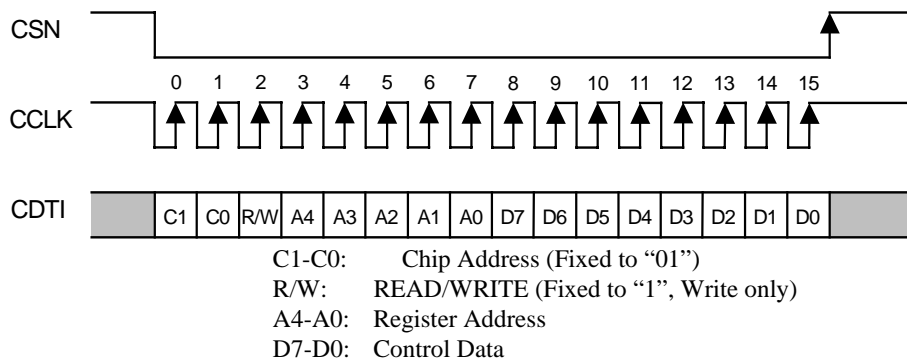 CSN
0 1 2 3 4 5 6 7 8 9 10 11 12 13 14 15
CCLK
CDTI C1 C0 R/W A4 A3 A2 A1 A0 D7 D6 D5 D4 D3 D2 D1 D0
C1-C0: Chip Address (Fixed to “01”)
R/W: READ/WRITE (Fixed to “1”, Write only)
A4-A0: Register Address
D7-D0: Control Data